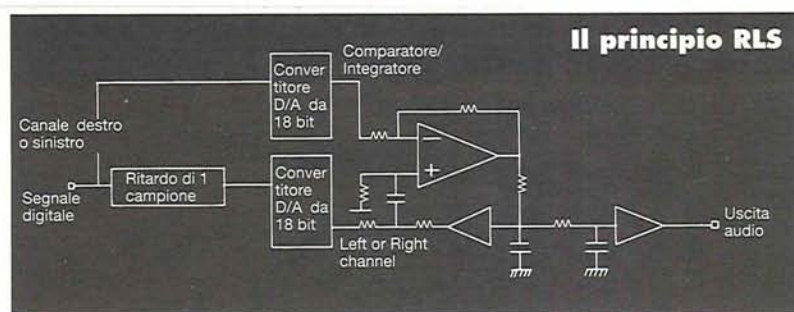 Il principio RLS
Comparatore/
Integratore
Conver
titore
D/A da
18 bit
Canale destro
o sinistro
Ritardo di 1
campione
Segnale
digitale
Conver
titore
D/A da
18 bit
Left or Right
channel
Uscita
audio